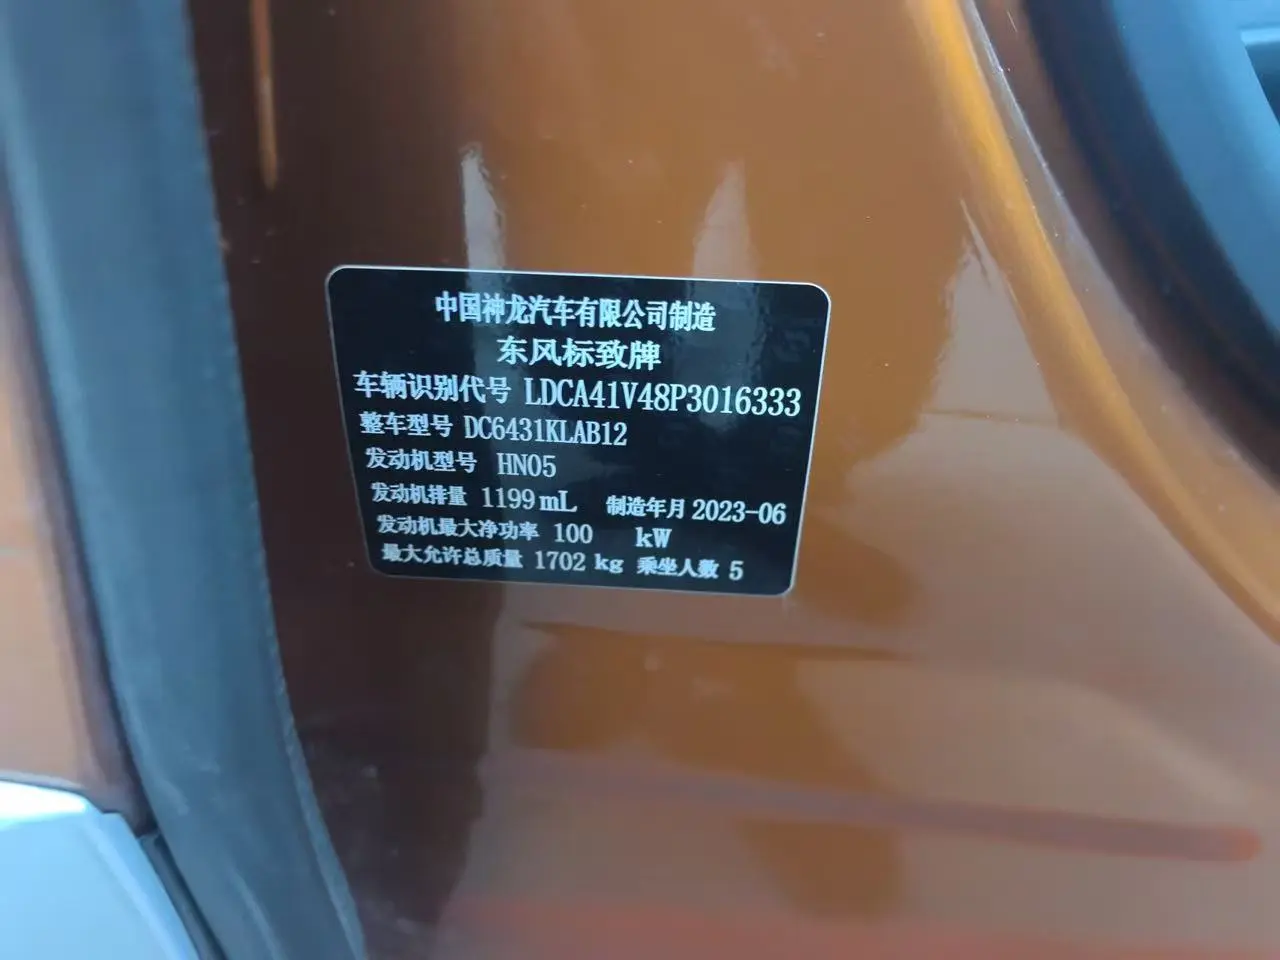 中国神龙汽车有限公司制造
东风标致牌
车辆识别代号 LDCA41V48P3016333
整车型号 DC6431KLAB12
发动机型号 HN05
发动机排量 1199mL 制造年月 2023-06
发动机最大净功率 100 kW
最大允许总质量 1702 kg 乘坐人数 5